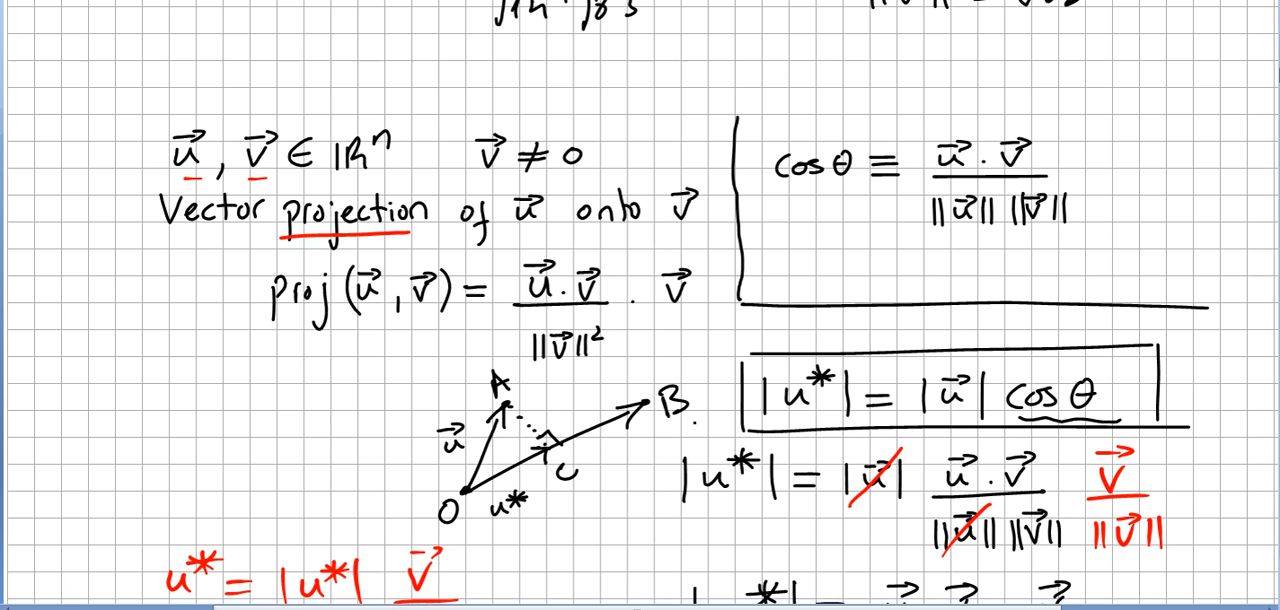 u⃗ , v⃗ ∈ ℝⁿ v⃗ ≠ 0
Vector projection of u⃗ onto v⃗
proj (u⃗ , v⃗) = u⃗ . v⃗ / ||v⃗||² . v⃗
cos θ ≡ u⃗ . v⃗ / ||u⃗|| ||v⃗||
|u*| = |u⃗| cos θ
A
u⃗
B
C
O u*
|u*| = |u⃗| u⃗ . v⃗ / ||u⃗|| ||v⃗|| v⃗ / ||v⃗||
u* = |u*| v⃗